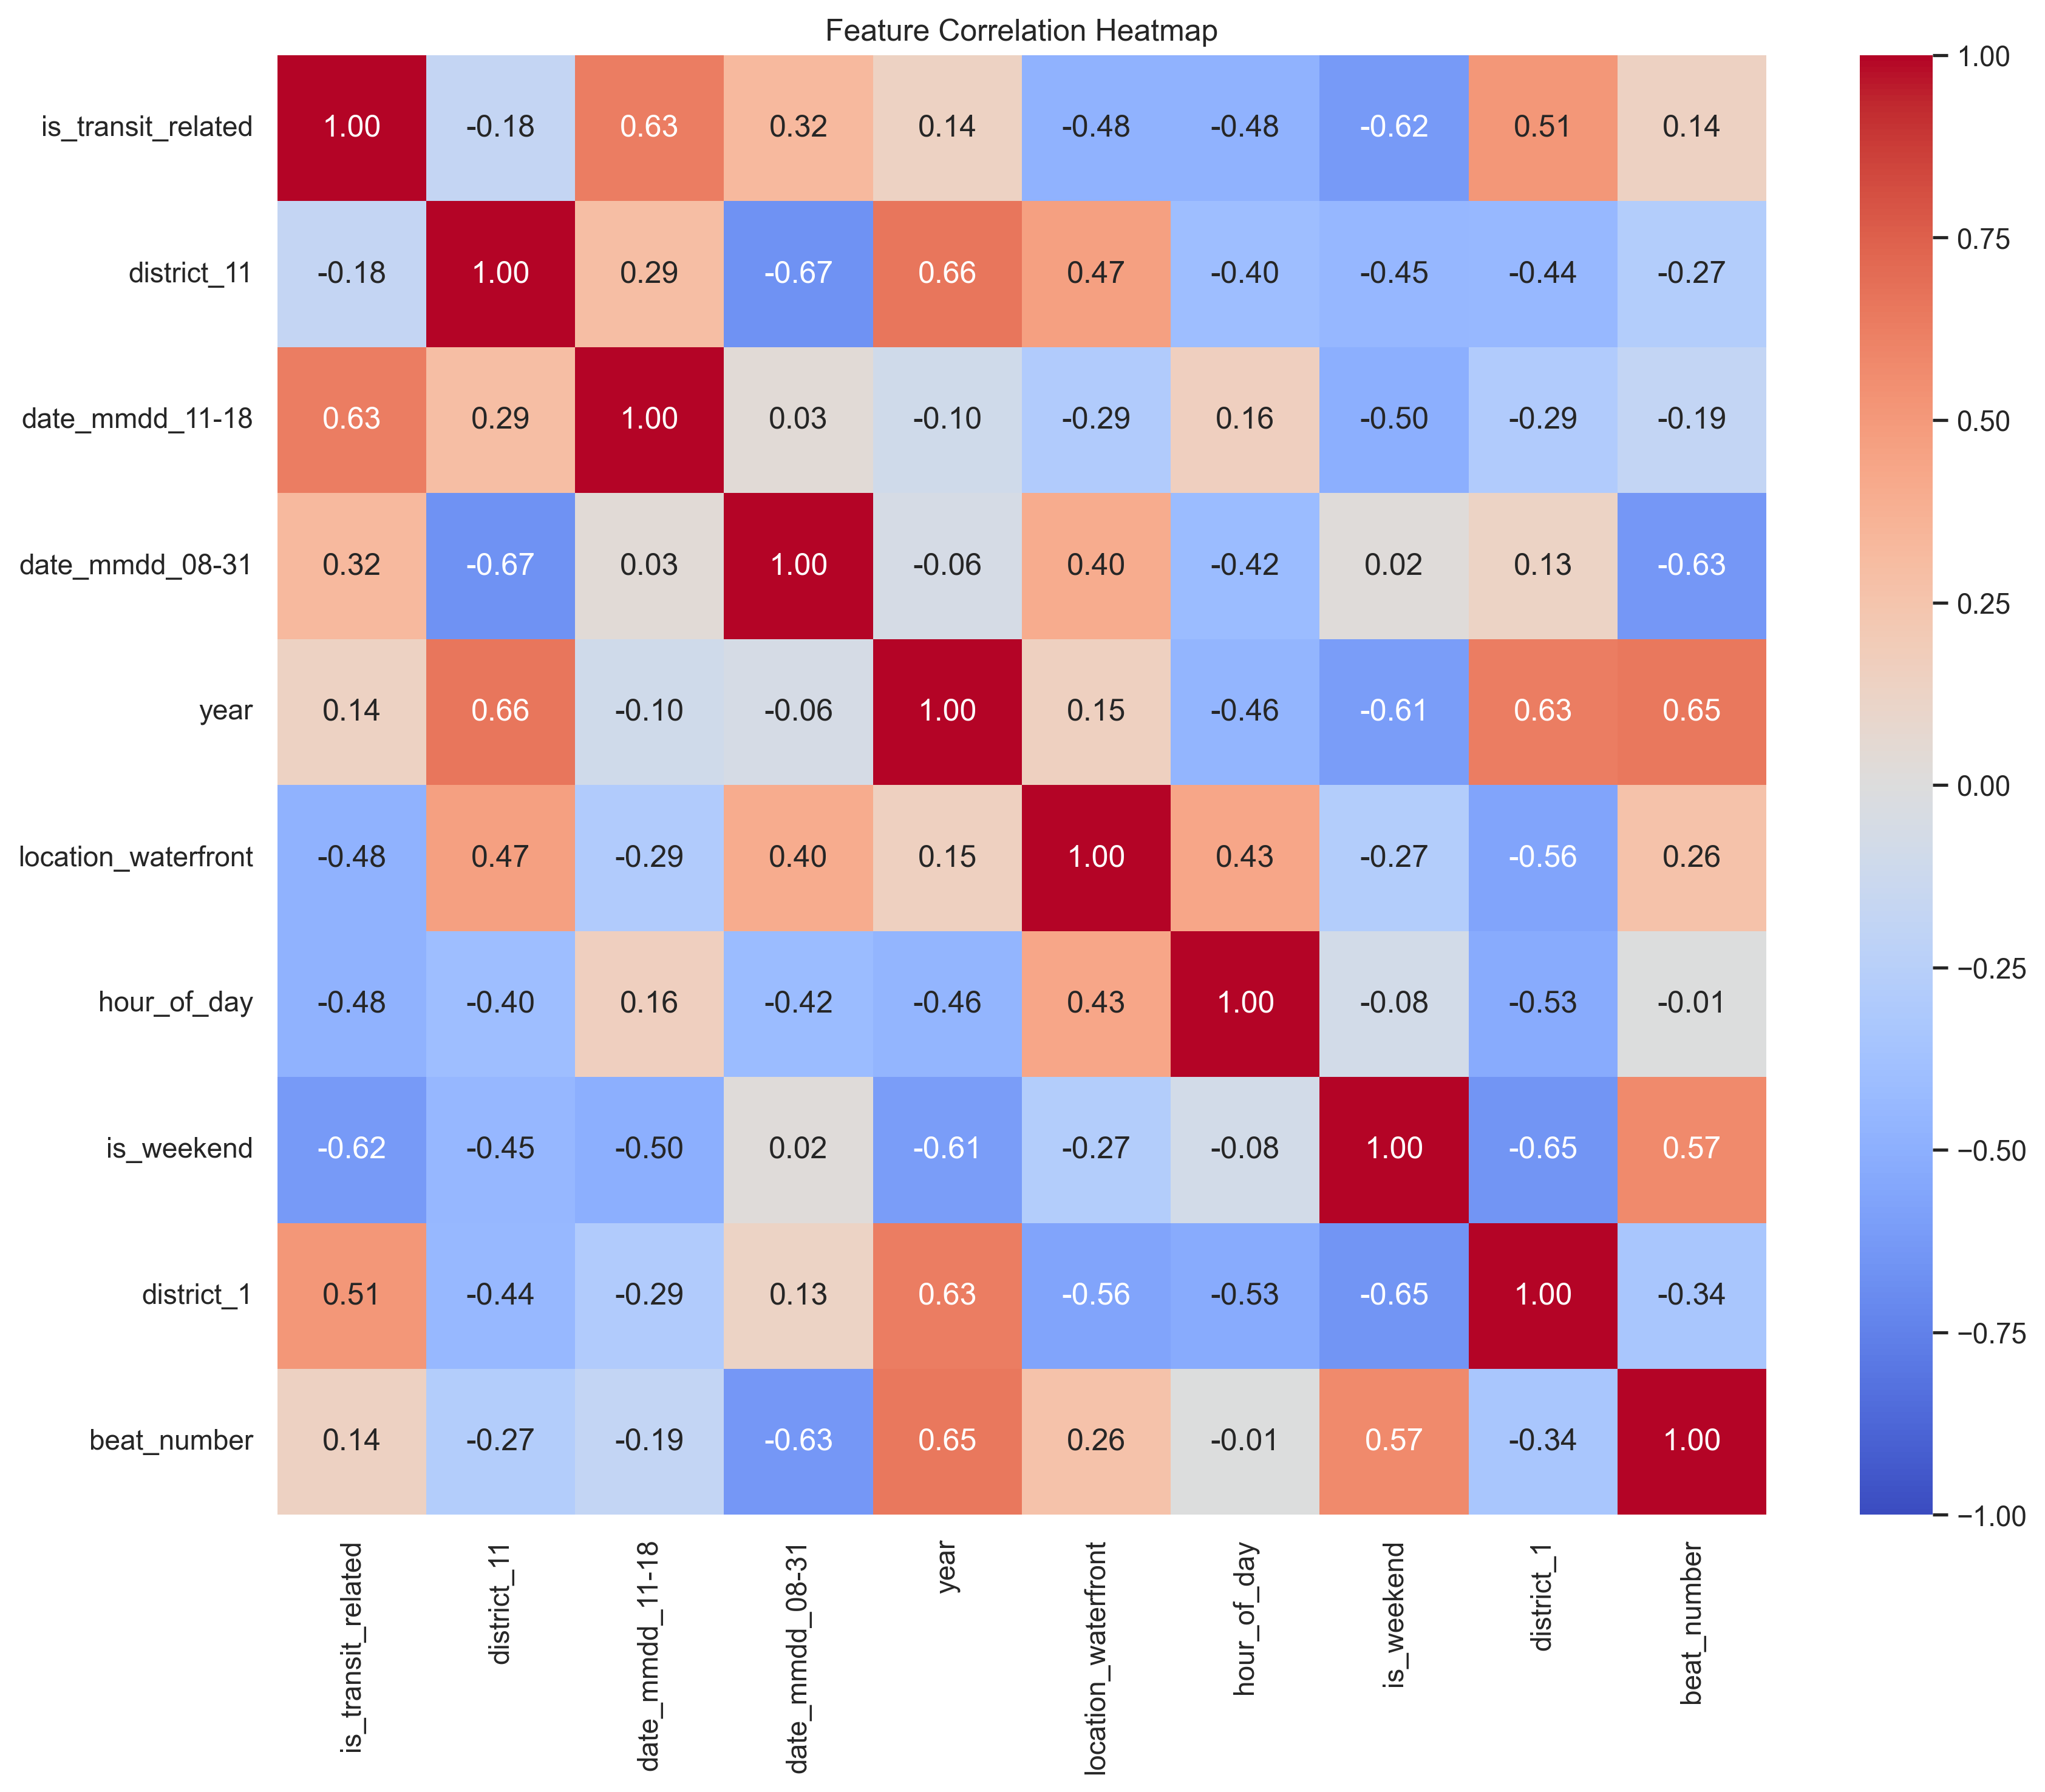 Feature Correlation Heatmap
is_transit_related 1.00 -0.18 0.63 0.32 0.14 -0.48 -0.48 -0.62 0.51 0.14
district_11 -0.18 1.00 0.29 -0.67 0.66 0.47 -0.40 -0.45 -0.44 -0.27
date_mmdd_11-18 0.63 0.29 1.00 0.03 -0.10 -0.29 0.16 -0.50 -0.29 -0.19
date_mmdd_08-31 0.32 -0.67 0.03 1.00 -0.06 0.40 -0.42 0.02 0.13 -0.63
year 0.14 0.66 -0.10 -0.06 1.00 0.15 -0.46 -0.61 0.63 0.65
location_waterfront -0.48 0.47 -0.29 0.40 0.15 1.00 0.43 -0.27 -0.56 0.26
hour_of_day -0.48 -0.40 0.16 -0.42 -0.46 0.43 1.00 -0.08 -0.53 -0.01
is_weekend -0.62 -0.45 -0.50 0.02 -0.61 -0.27 -0.08 1.00 -0.65 0.57
district_1 0.51 -0.44 -0.29 0.13 0.63 -0.56 -0.53 -0.65 1.00 -0.34
beat_number 0.14 -0.27 -0.19 -0.63 0.65 0.26 -0.01 0.57 -0.34 1.00
is_transit_related
district_11
date_mmdd_11-18
date_mmdd_08-31
year
location_waterfront
hour_of_day
is_weekend
district_1
beat_number
1.00
0.75
0.50
0.25
0.00
−0.25
−0.50
−0.75
−1.00